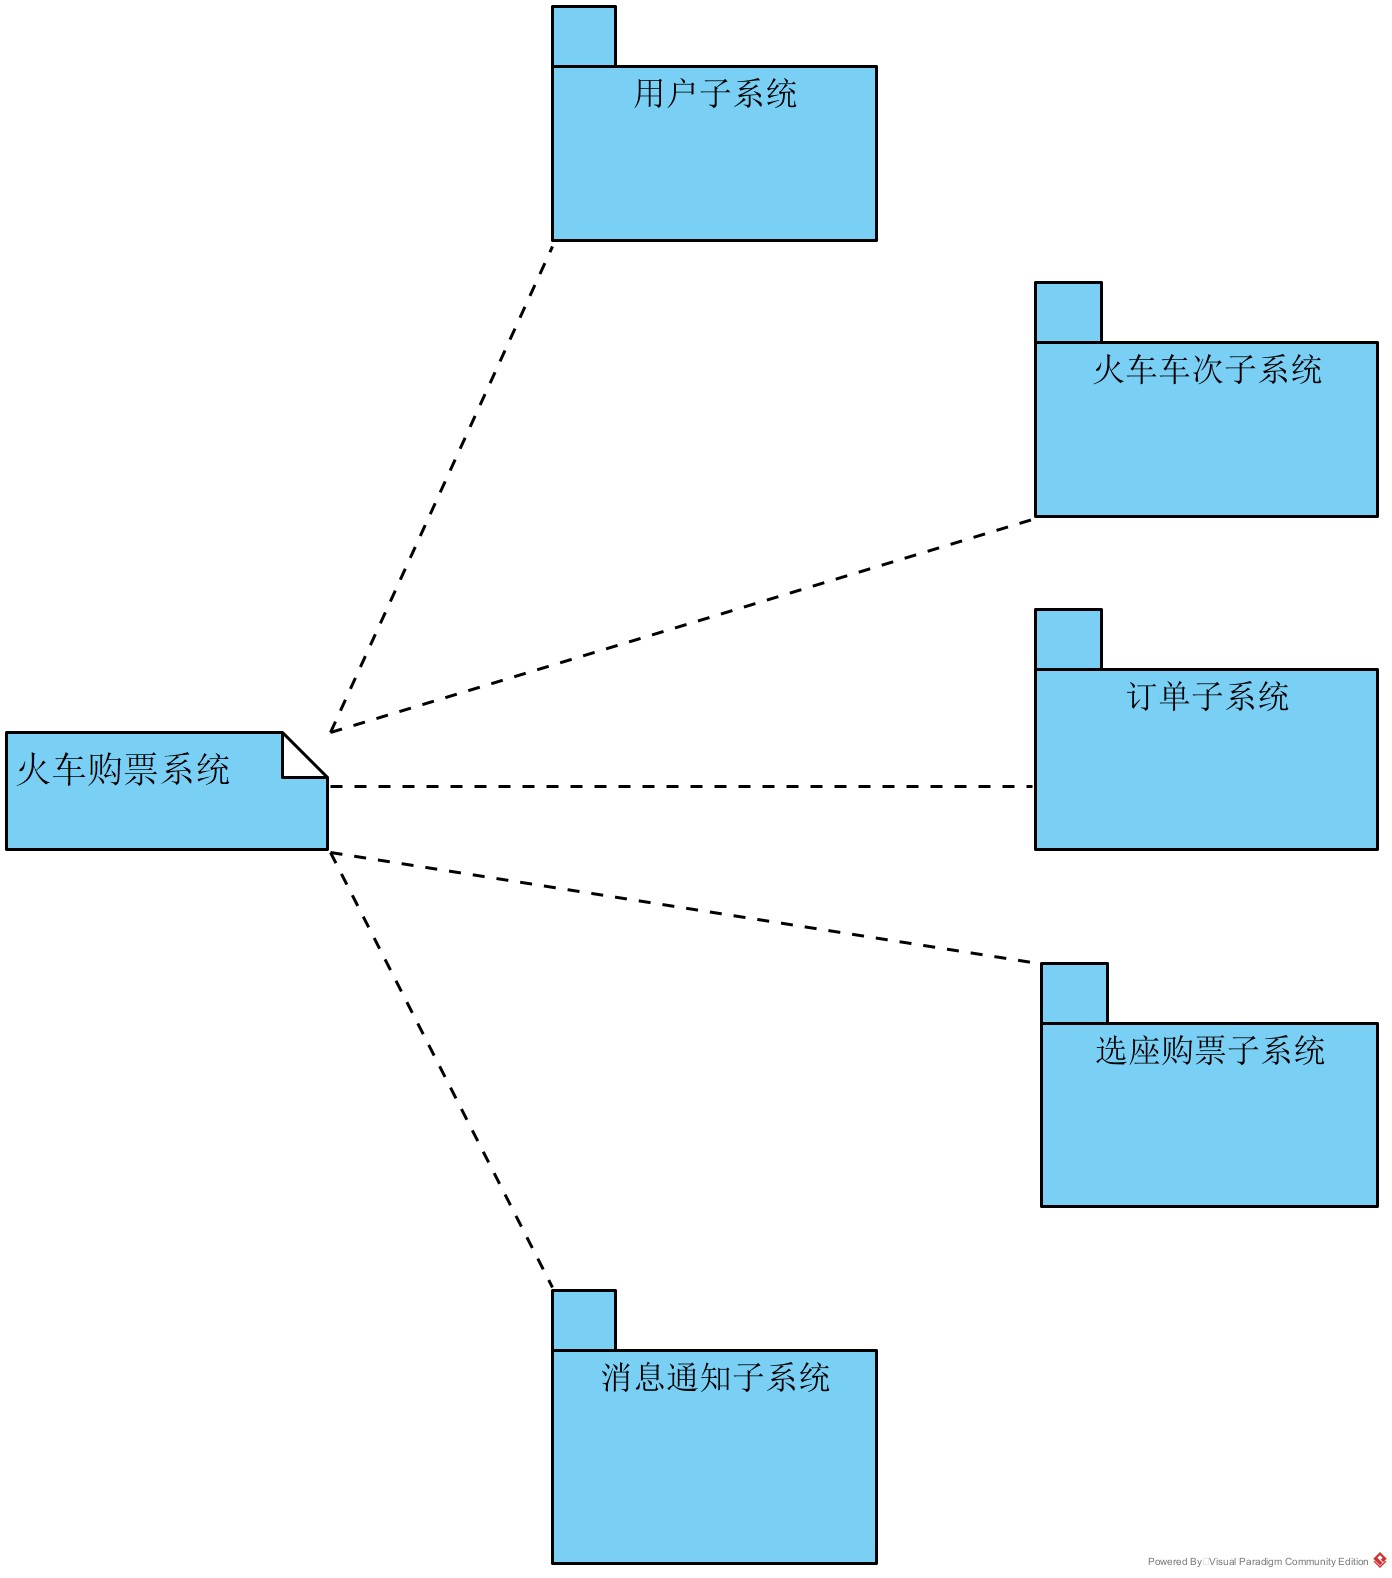 用户子系统
火车车次子系统
订单子系统
火车购票系统
选座购票子系统
消息通知子系统
Powered By Visual Paradigm Community Edition